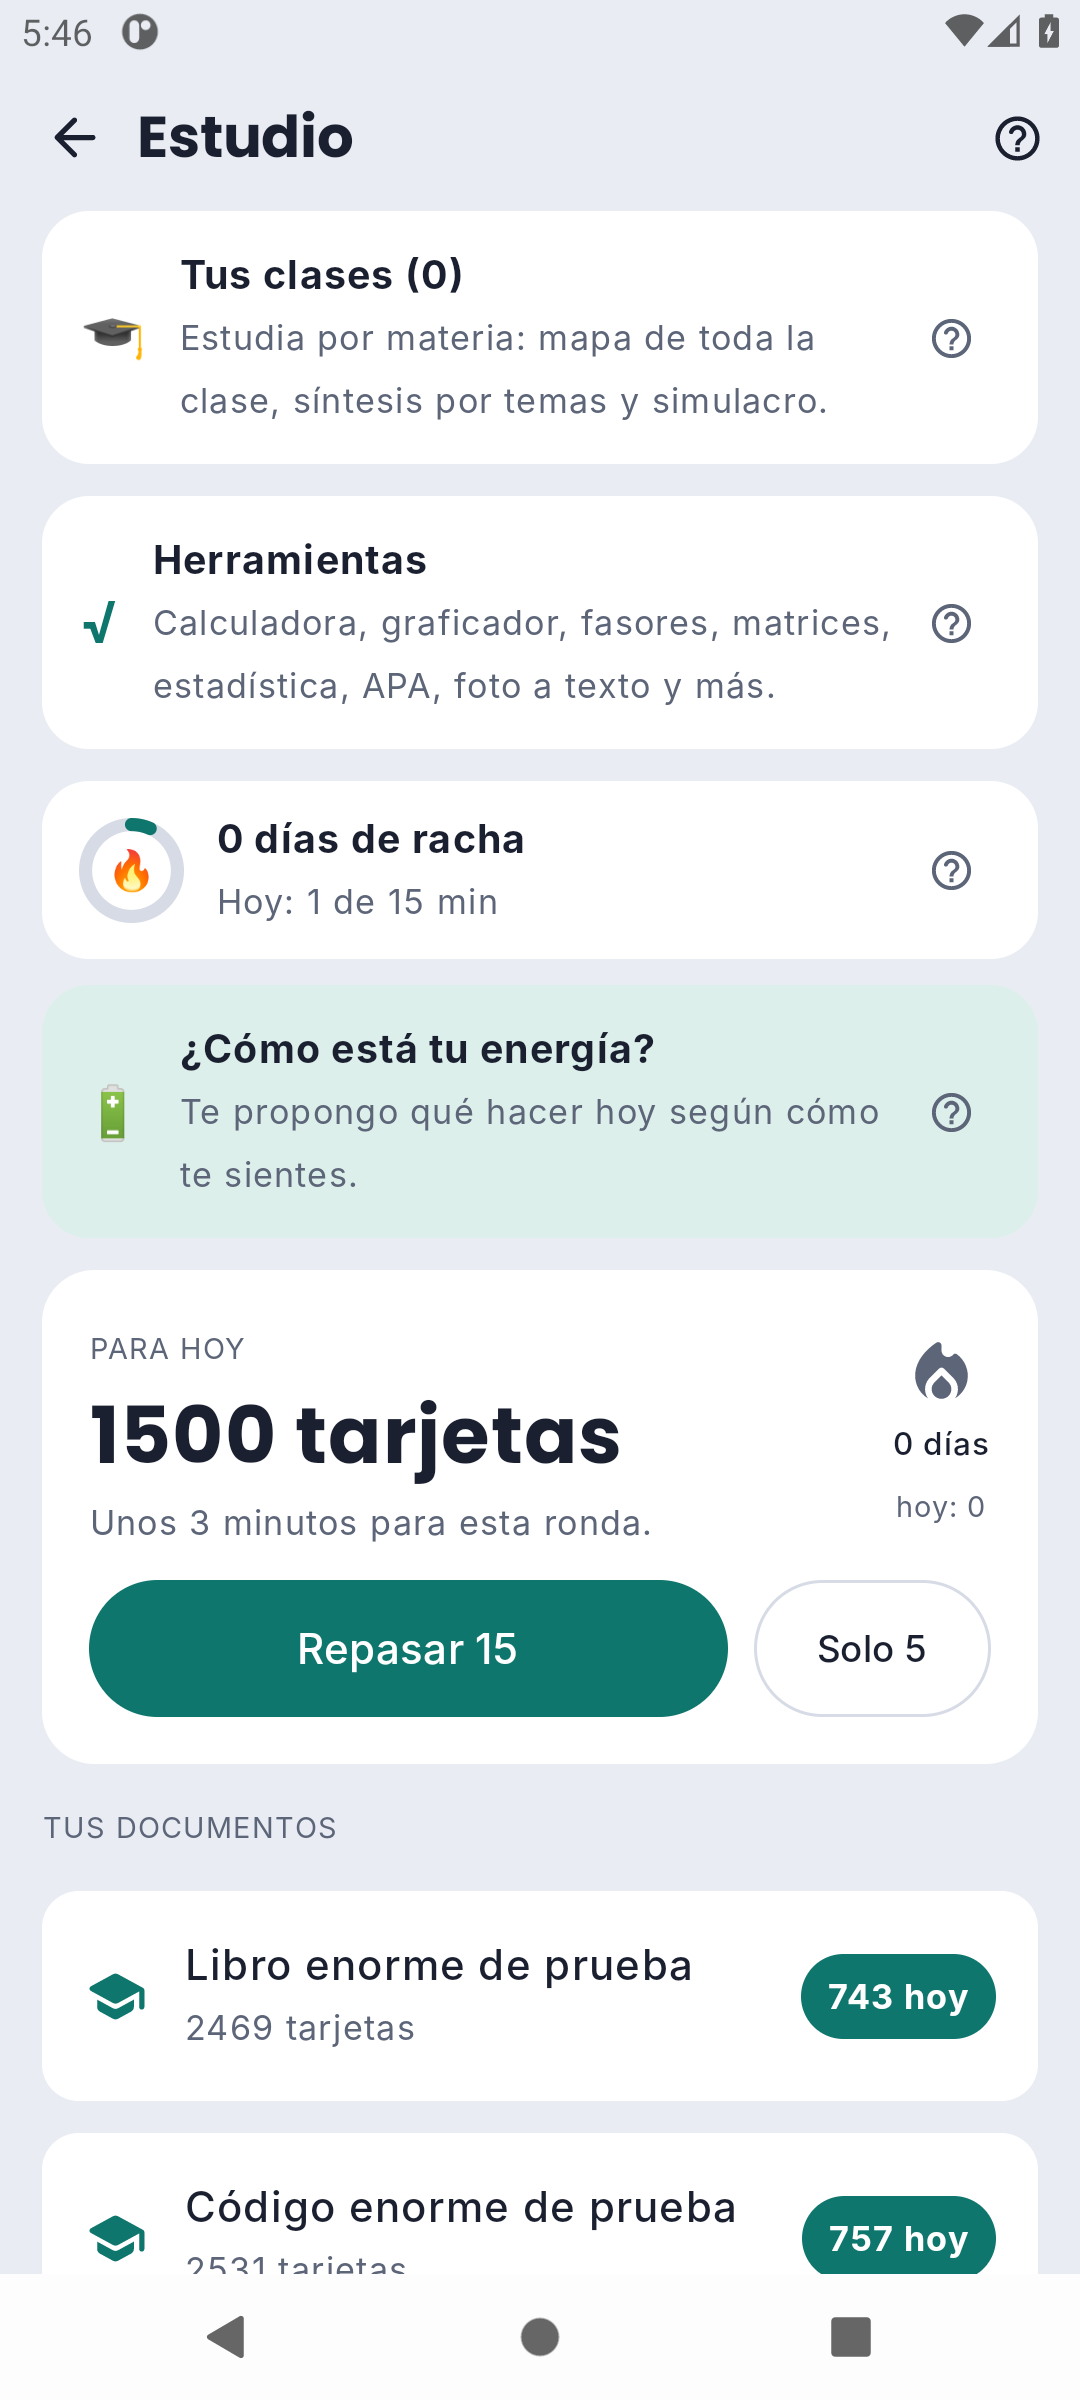 5:46
Estudio
Tus clases (0)
Estudia por materia: mapa de toda la
clase, síntesis por temas y simulacro.
Herramientas
Calculadora, graficador, fasores, matrices,
estadística, APA, foto a texto y más.
0 días de racha
Hoy: 1 de 15 min
¿Cómo está tu energía?
Te propongo qué hacer hoy según cómo
te sientes.
PARA HOY
1500 tarjetas
0 días
hoy: 0
Unos 3 minutos para esta ronda.
Repasar 15
Solo 5
TUS DOCUMENTOS
Libro enorme de prueba
2469 tarjetas
743 hoy
Código enorme de prueba
2531 tarjetas
757 hoy